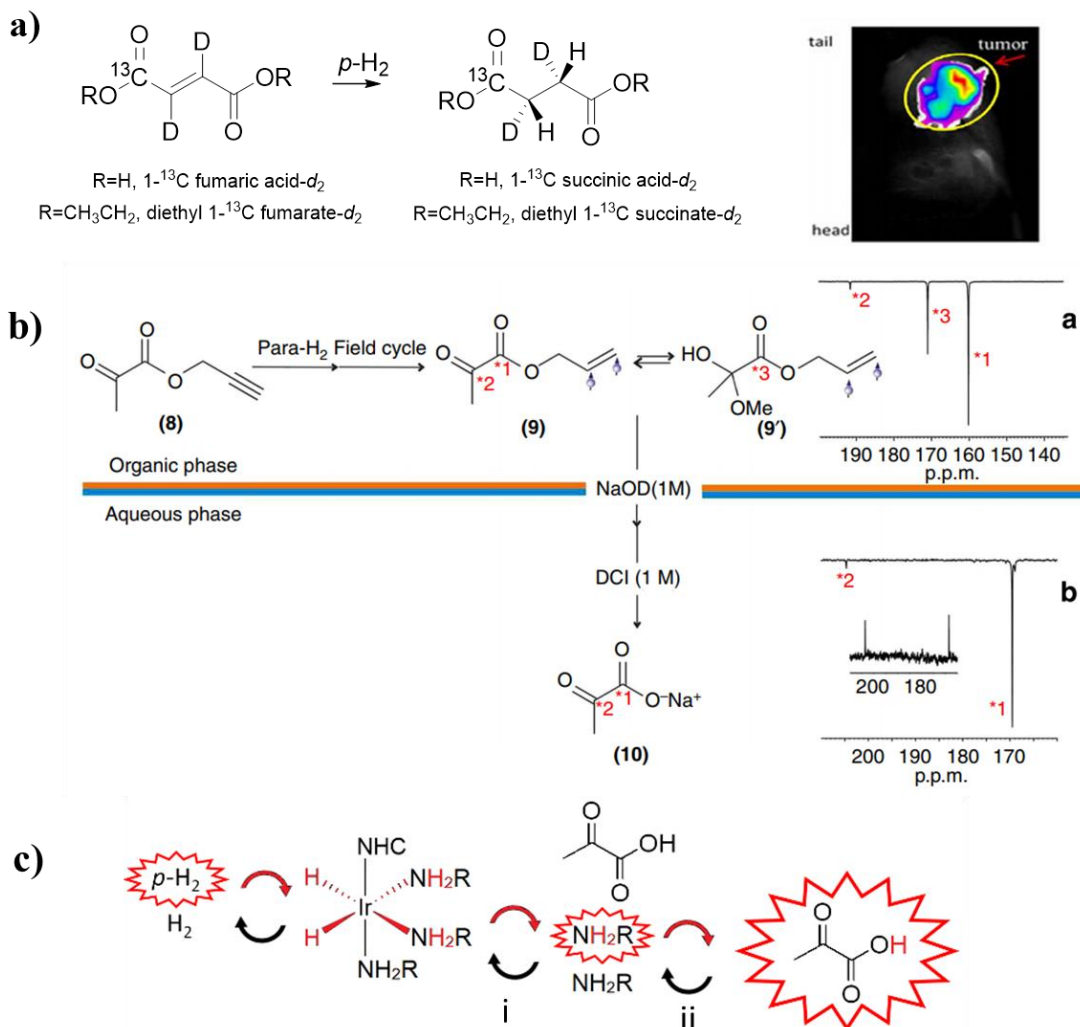 a)
O
13C
D
RO
OR
D
O
p-H2
O
D
H
13C
RO
OR
D
H
O
R=H, 1-13C fumaric acid-d2
R=CH3CH2, diethyl 1-13C fumarate-d2
R=H, 1-13C succinic acid-d2
R=CH3CH2, diethyl 1-13C succinate-d2
tail
tumor
head
b)
O
O
O
(8)
Para-H2 Field cycle
O
O
*1
*2
O
(9)
HO
O
*3
O
OMe
(9')
*2
*3
*1
a
190 180 170 160 150 140
p.p.m.
Organic phase
NaOD(1M)
Aqueous phase
DCl (1 M)
O
O
*1
*2
O-Na+
(10)
*2
b
200 180
*1
200 190 180 170
p.p.m.
c)
p-H2
H2
NHC
H
H
Ir
NH2R
NH2R
NH2R
i
O
OH
O
NH2R
NH2R
ii
O
OH
O